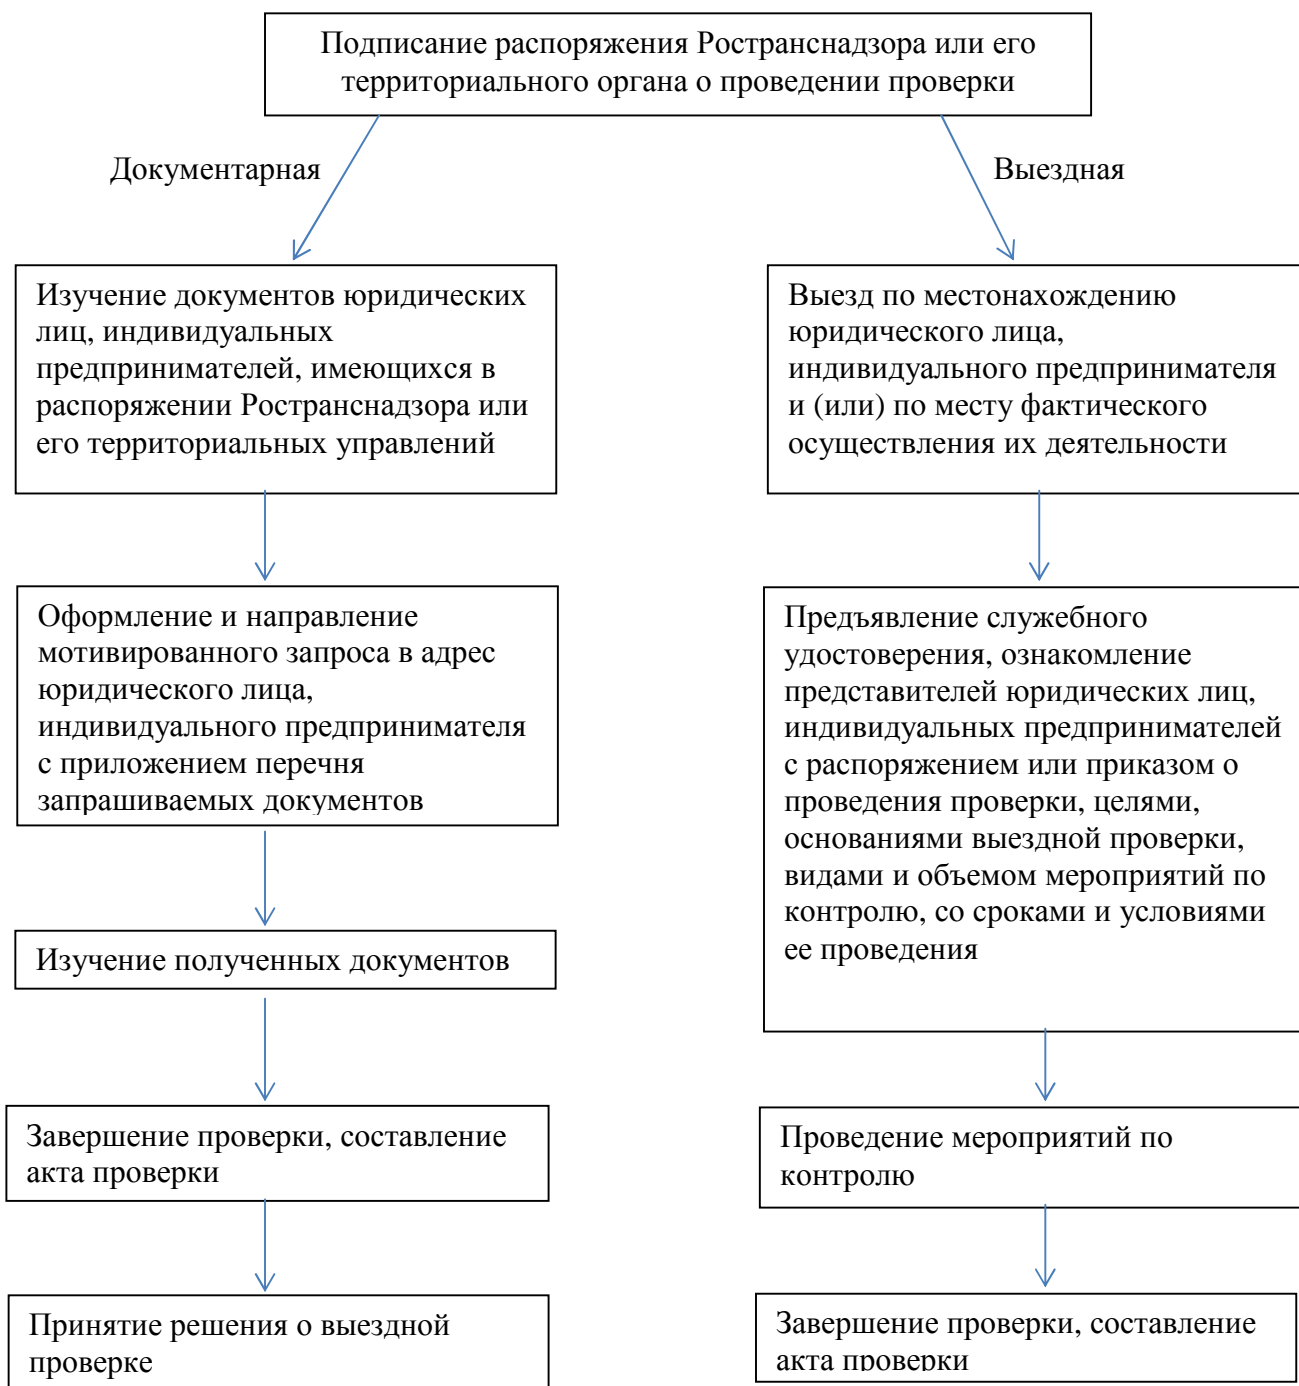 Подписание распоряжения Ространснадзора или его
территориального органа о проведении проверки
Документарная
Выездная
Изучение документов юридических
лиц, индивидуальных
предпринимателей, имеющихся в
распоряжении Ространснадзора или
его территориальных управлений
Оформление и направление
мотивированного запроса в адрес
юридического лица,
индивидуального предпринимателя
с приложением перечня
запрашиваемых документов
Изучение полученных документов
Завершение проверки, составление
акта проверки
Принятие решения о выездной
проверке
Выезд по местонахождению
юридического лица,
индивидуального предпринимателя
и (или) по месту фактического
осуществления их деятельности
Предъявление служебного
удостоверения, ознакомление
представителей юридических лиц,
индивидуальных предпринимателей
с распоряжением или приказом о
проведения проверки, целями,
основаниями выездной проверки,
видами и объемом мероприятий по
контролю, со сроками и условиями
ее проведения
Проведение мероприятий по
контролю
Завершение проверки, составление
акта проверки